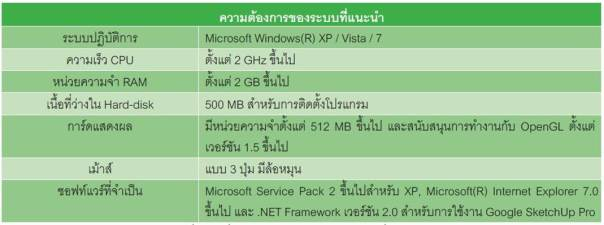 ความต้องการของระบบที่แนะนำ
ระบบปฏิบัติการ Microsoft Windows(R) XP / Vista / 7
ความเร็ว CPU ตั้งแต่ 2 GHz ขึ้นไป
หน่วยความจำ RAM ตั้งแต่ 2 GB ขึ้นไป
เนื้อที่ว่างใน Hard-disk 500 MB สำหรับการติดตั้งโปรแกรม
การ์ดแสดงผล มีหน่วยความจำตั้งแต่ 512 MB ขึ้นไป และสนับสนุนการทำงานกับ OpenGL ตั้งแต่
เวอร์ชัน 1.5 ขึ้นไป
เม้าส์ แบบ 3 ปุ่ม มีล้อหมุน
ซอฟท์แวร์ที่จำเป็น Microsoft Service Pack 2 ขึ้นไปสำหรับ XP, Microsoft(R) Internet Explorer 7.0
ขึ้นไป และ .NET Framework เวอร์ชัน 2.0 สำหรับการใช้งาน Google SketchUp Pro